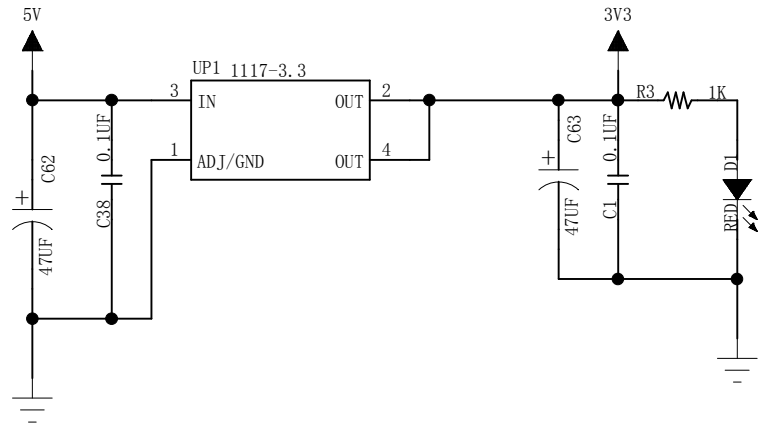 5V
3V3
UP1 1117-3.3
3
IN
OUT
2
1
ADJ/GND
OUT
4
R3
1K
0.1UF
C38
+
C62
47UF
+
C63
47UF
0.1UF
C1
D1
RED